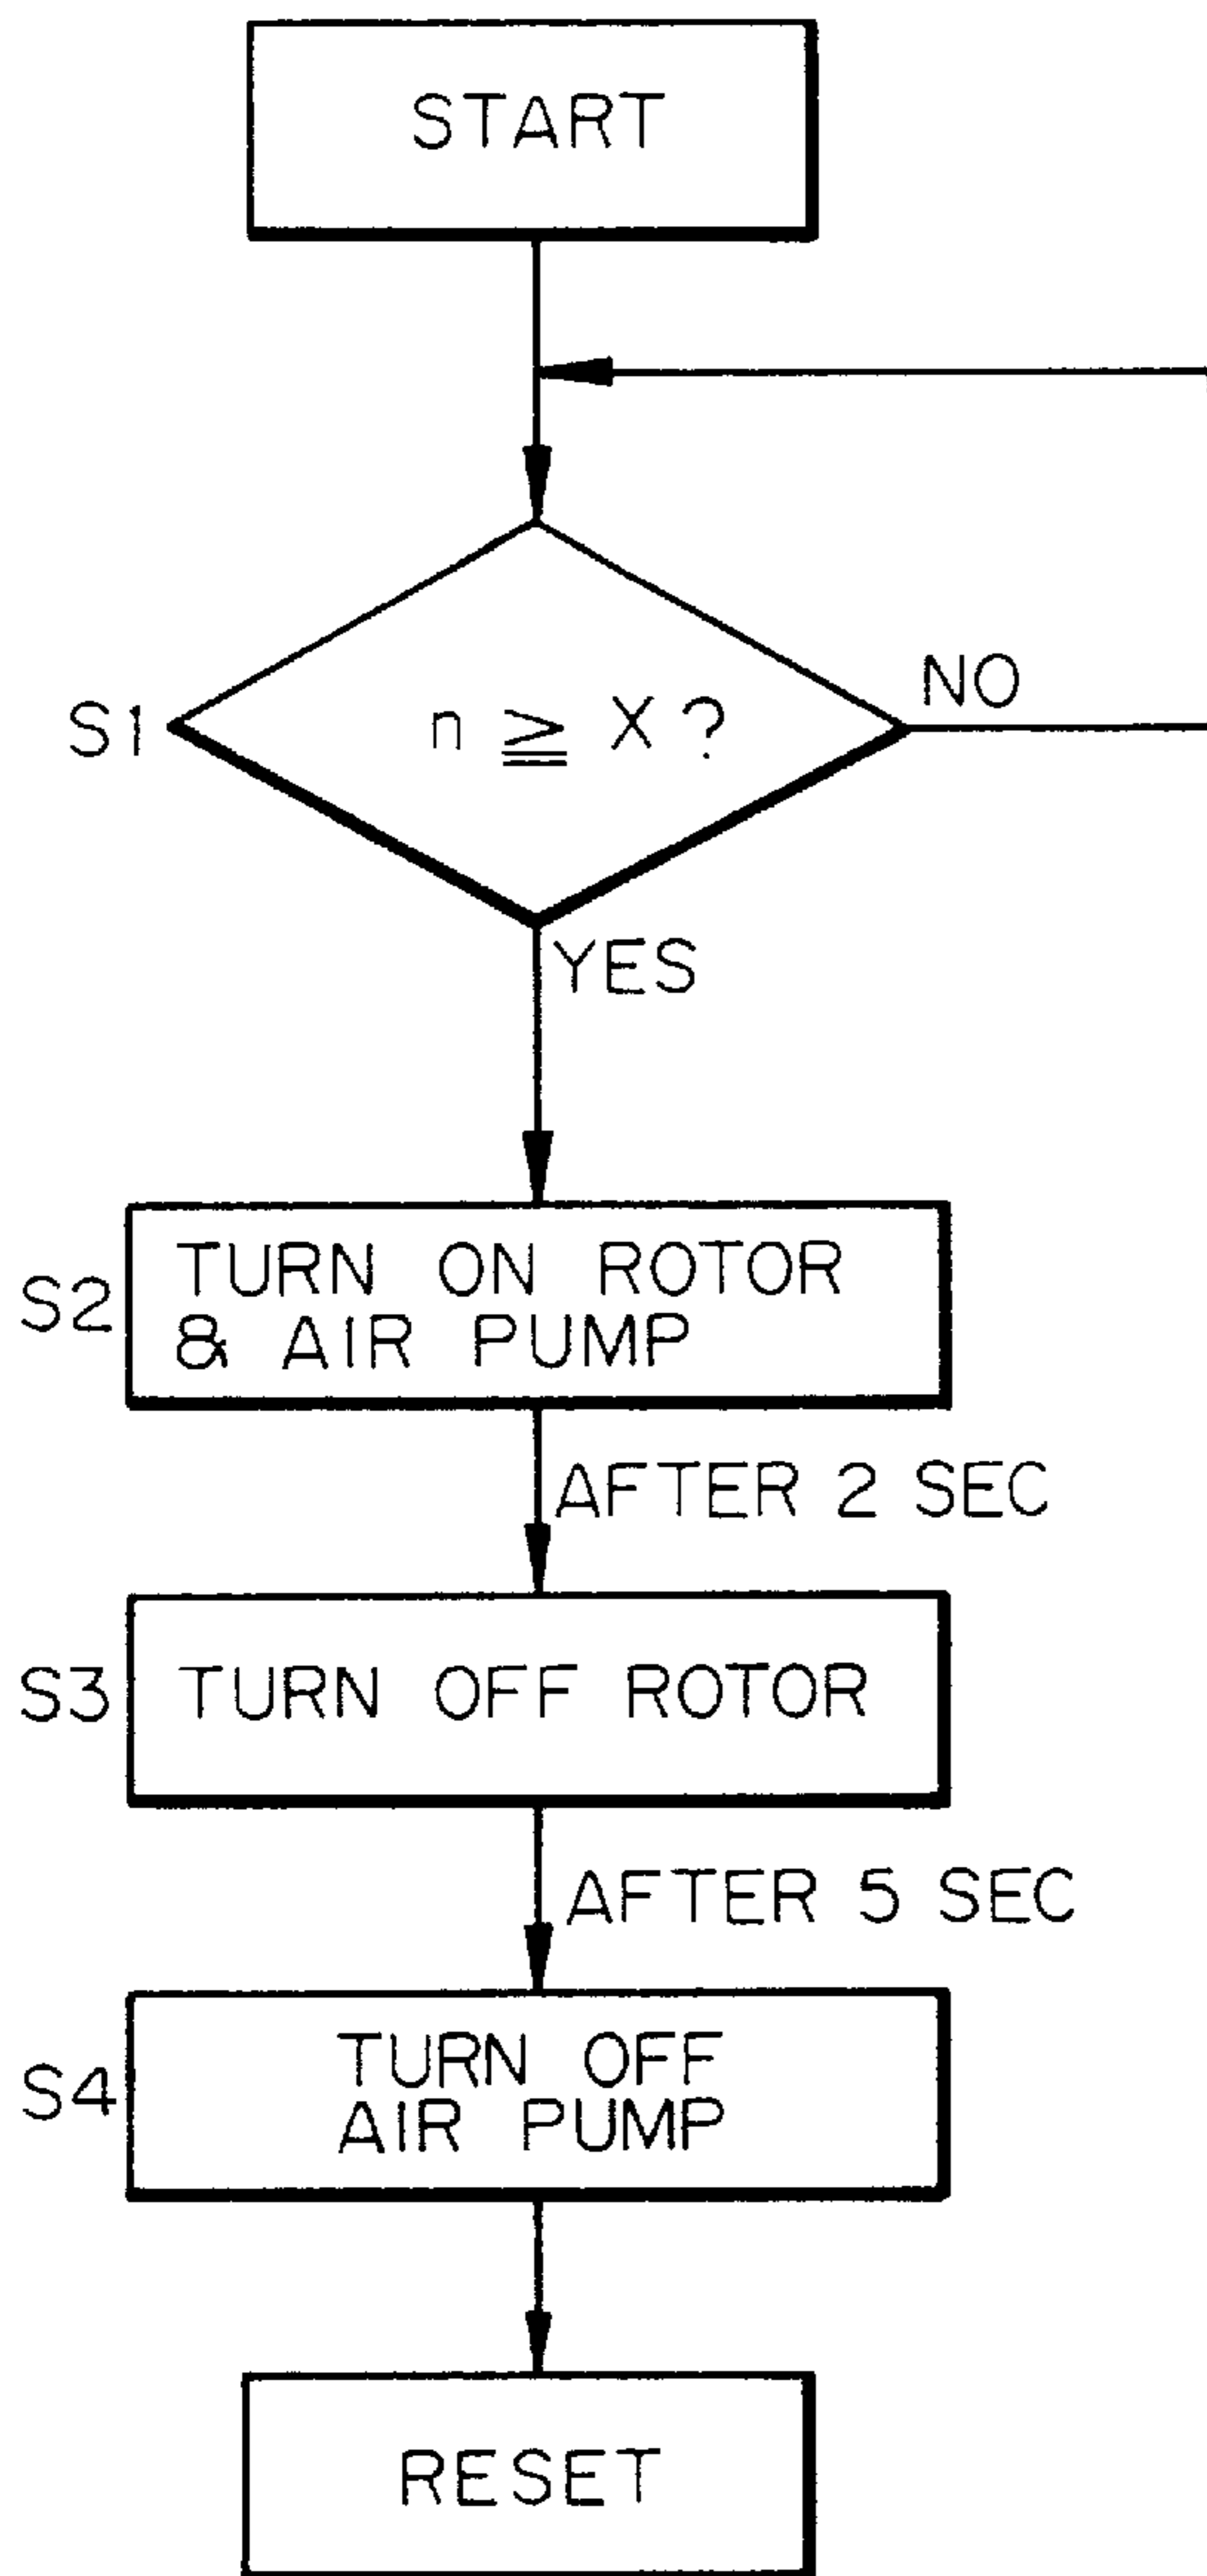 START
S1
n ≧ X ?
NO
YES
S2
TURN ON ROTOR
& AIR PUMP
AFTER 2 SEC
S3
TURN OFF ROTOR
AFTER 5 SEC
S4
TURN OFF
AIR PUMP
RESET